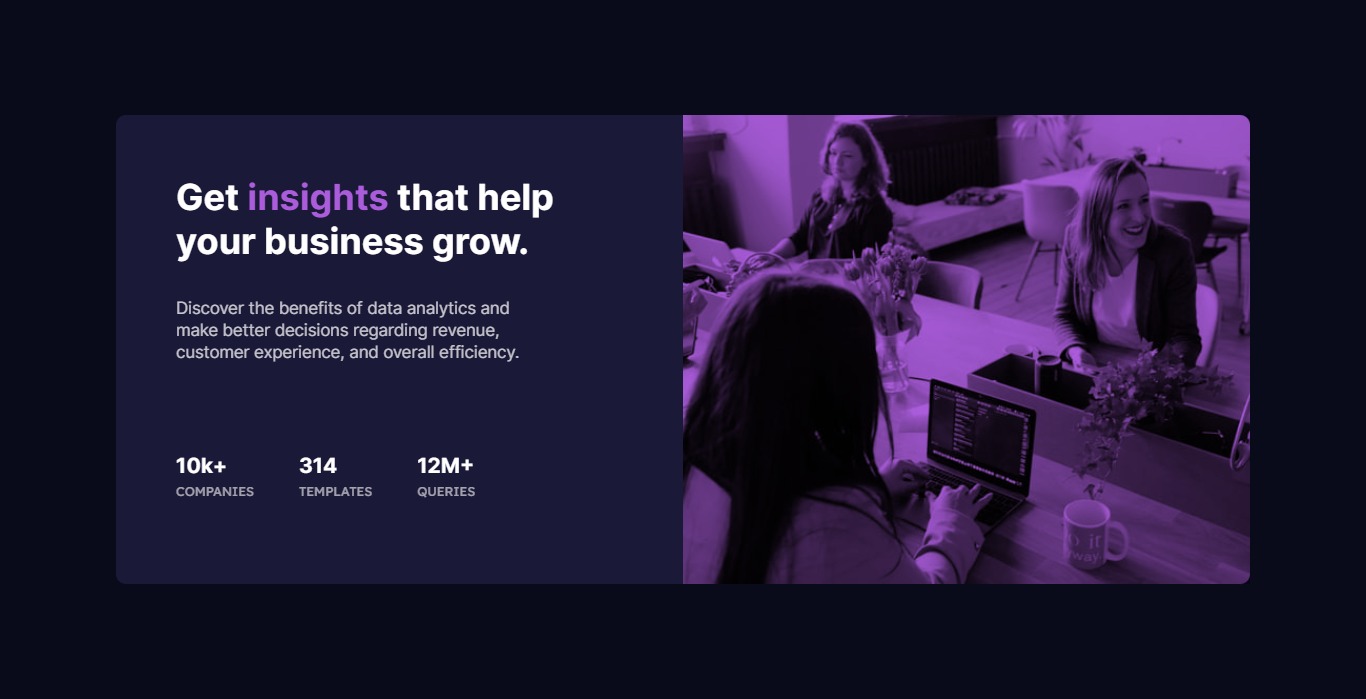 Get insights that help
your business grow.
Discover the benefits of data analytics and
make better decisions regarding revenue,
customer experience, and overall efficiency.
10k+ 314 12M+
COMPANIES TEMPLATES QUERIES